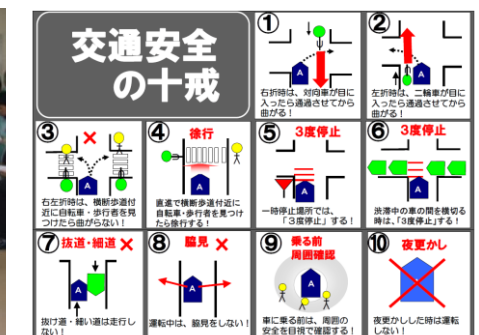 交通安全
の十戒
①
右折時は、対向車が目に
入ったら通過させてから
曲がる!
A
②
左折時は、二輪車が目に
入ったら通過させてから
曲がる!
A
③
×
右左折時は、横断歩道付
近に自転車・歩行者を見
つけたら曲がらない!
A
④
徐行
直進で横断歩道付近に
自転車・歩行者を見つけ
たら徐行する!
A
⑤
3度停止
一時停止場所では、
「3度停止」する!
A
⑥
3度停止
渋滞中の車の間を横切る
時は、「3度停止」する!
A
⑦
抜道・細道 ×
抜け道・細い道は走行し
ない!
A
⑧
脇見 ×
運転中は、脇見をしない!
A
⑨
乗る前
周囲確認
車に乗る前は、周囲の
安全を目視で確認する!
A
⑩
夜更かし
夜更かしした時は運転
しない!
A